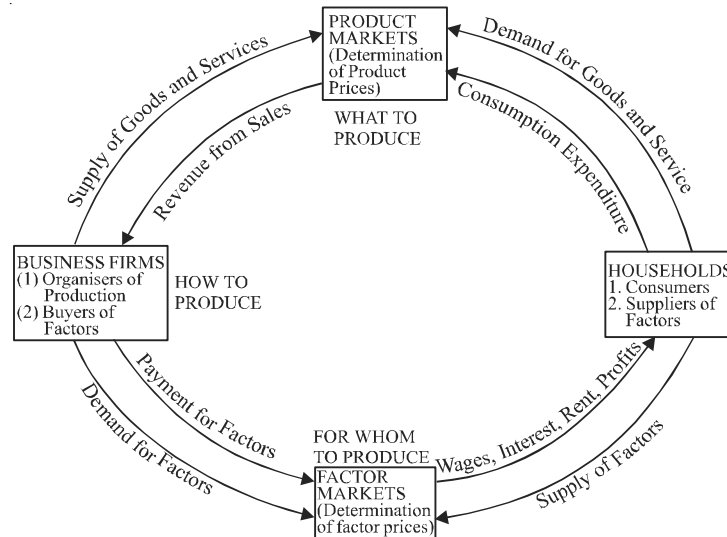 PRODUCT
MARKETS
(Determination
of Product
Prices)
WHAT TO
PRODUCE
Supply of Goods and Services
Revenue from Sales
Demand for Goods and Service
Consumption Expenditure
BUSINESS FIRMS
(1) Organisers of
Production
(2) Buyers of
Factors
HOW TO
PRODUCE
HOUSEHOLDS
1. Consumers
2. Suppliers of
Factors
Payment for Factors
Demand for Factors
FOR WHOM
TO PRODUCE
FACTOR
MARKETS
(Determination
of factor prices)
Wages, Interest, Rent, Profits
Supply of Factors